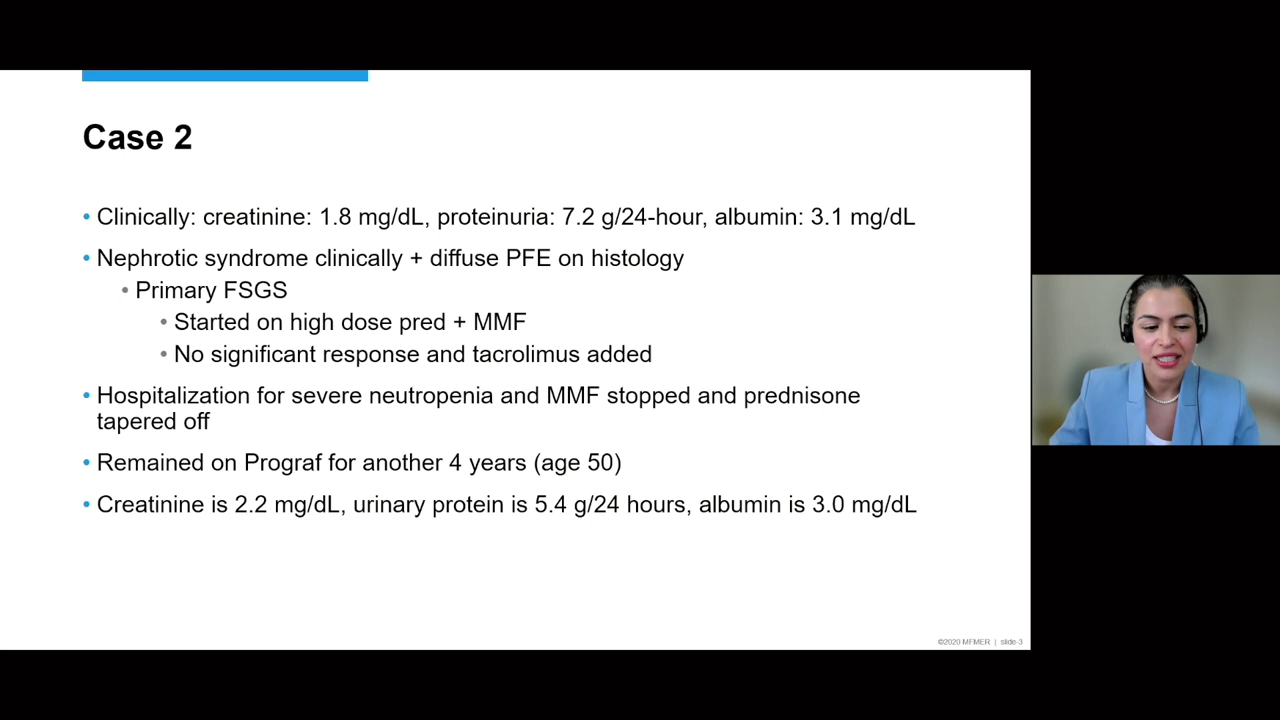 Case 2
• Clinically: creatinine: 1.8 mg/dL, proteinuria: 7.2 g/24-hour, albumin: 3.1 mg/dL
• Nephrotic syndrome clinically + diffuse PFE on histology
• Primary FSGS
• Started on high dose pred + MMF
• No significant response and tacrolimus added
• Hospitalization for severe neutropenia and MMF stopped and prednisone
tapered off
• Remained on Prograf for another 4 years (age 50)
• Creatinine is 2.2 mg/dL, urinary protein is 5.4 g/24 hours, albumin is 3.0 mg/dL
©2020 MFMER | slide-3